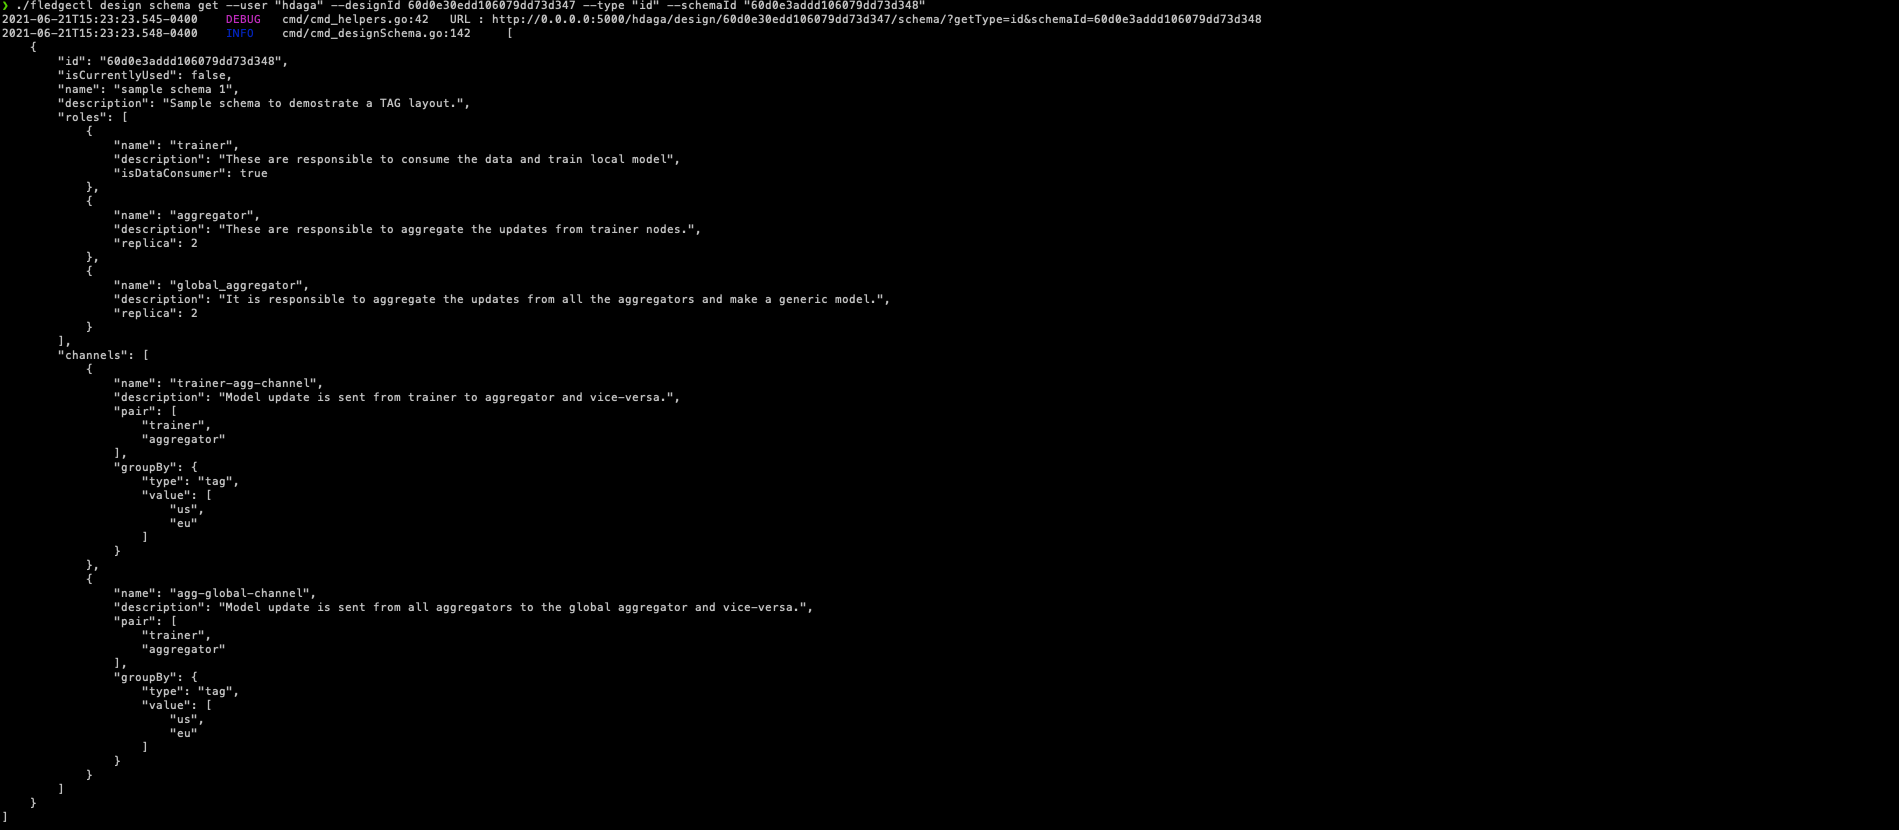 ❯ ./fledgectl design schema get --user "hdaga" --designId 60d0e30edd106079dd73d347 --type "id" --schemaId "60d0e3addd106079dd73d348"
2021-06-21T15:23:23.545-0400    DEBUG   cmd/cmd_helpers.go:42   URL : http://0.0.0.0:5000/hdaga/design/60d0e30edd106079dd73d347/schema/?getType=id&schemaId=60d0e3addd106079dd73d348
2021-06-21T15:23:23.548-0400    INFO    cmd/cmd_designSchema.go:142     [
    {
        "id": "60d0e3addd106079dd73d348",
        "isCurrentlyUsed": false,
        "name": "sample schema 1",
        "description": "Sample schema to demostrate a TAG layout.",
        "roles": [
            {
                "name": "trainer",
                "description": "These are responsible to consume the data and train local model",
                "isDataConsumer": true
            },
            {
                "name": "aggregator",
                "description": "These are responsible to aggregate the updates from trainer nodes.",
                "replica": 2
            },
            {
                "name": "global_aggregator",
                "description": "It is responsible to aggregate the updates from all the aggregators and make a generic model.",
                "replica": 2
            }
        ],
        "channels": [
            {
                "name": "trainer-agg-channel",
                "description": "Model update is sent from trainer to aggregator and vice-versa.",
                "pair": [
                    "trainer",
                    "aggregator"
                ],
                "groupBy": {
                    "type": "tag",
                    "value": [
                        "us",
                        "eu"
                    ]
                }
            },
            {
                "name": "agg-global-channel",
                "description": "Model update is sent from all aggregators to the global aggregator and vice-versa.",
                "pair": [
                    "trainer",
                    "aggregator"
                ],
                "groupBy": {
                    "type": "tag",
                    "value": [
                        "us",
                        "eu"
                    ]
                }
            }
        ]
    }
]